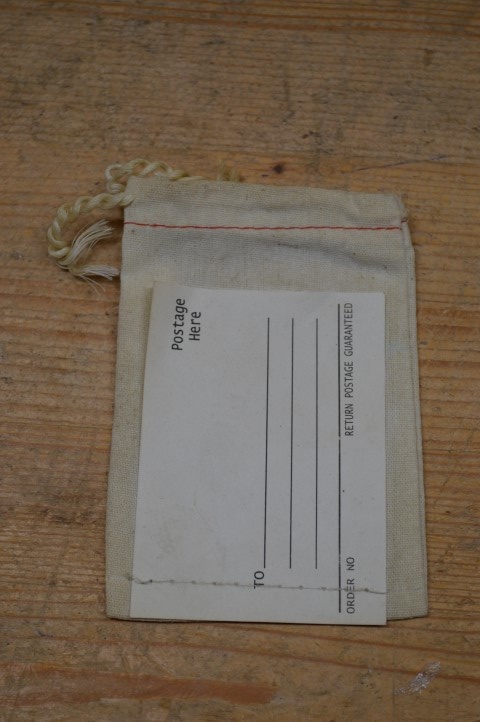 Postage
Here
TO
ORDER NO
RETURN POSTAGE GUARANTEED